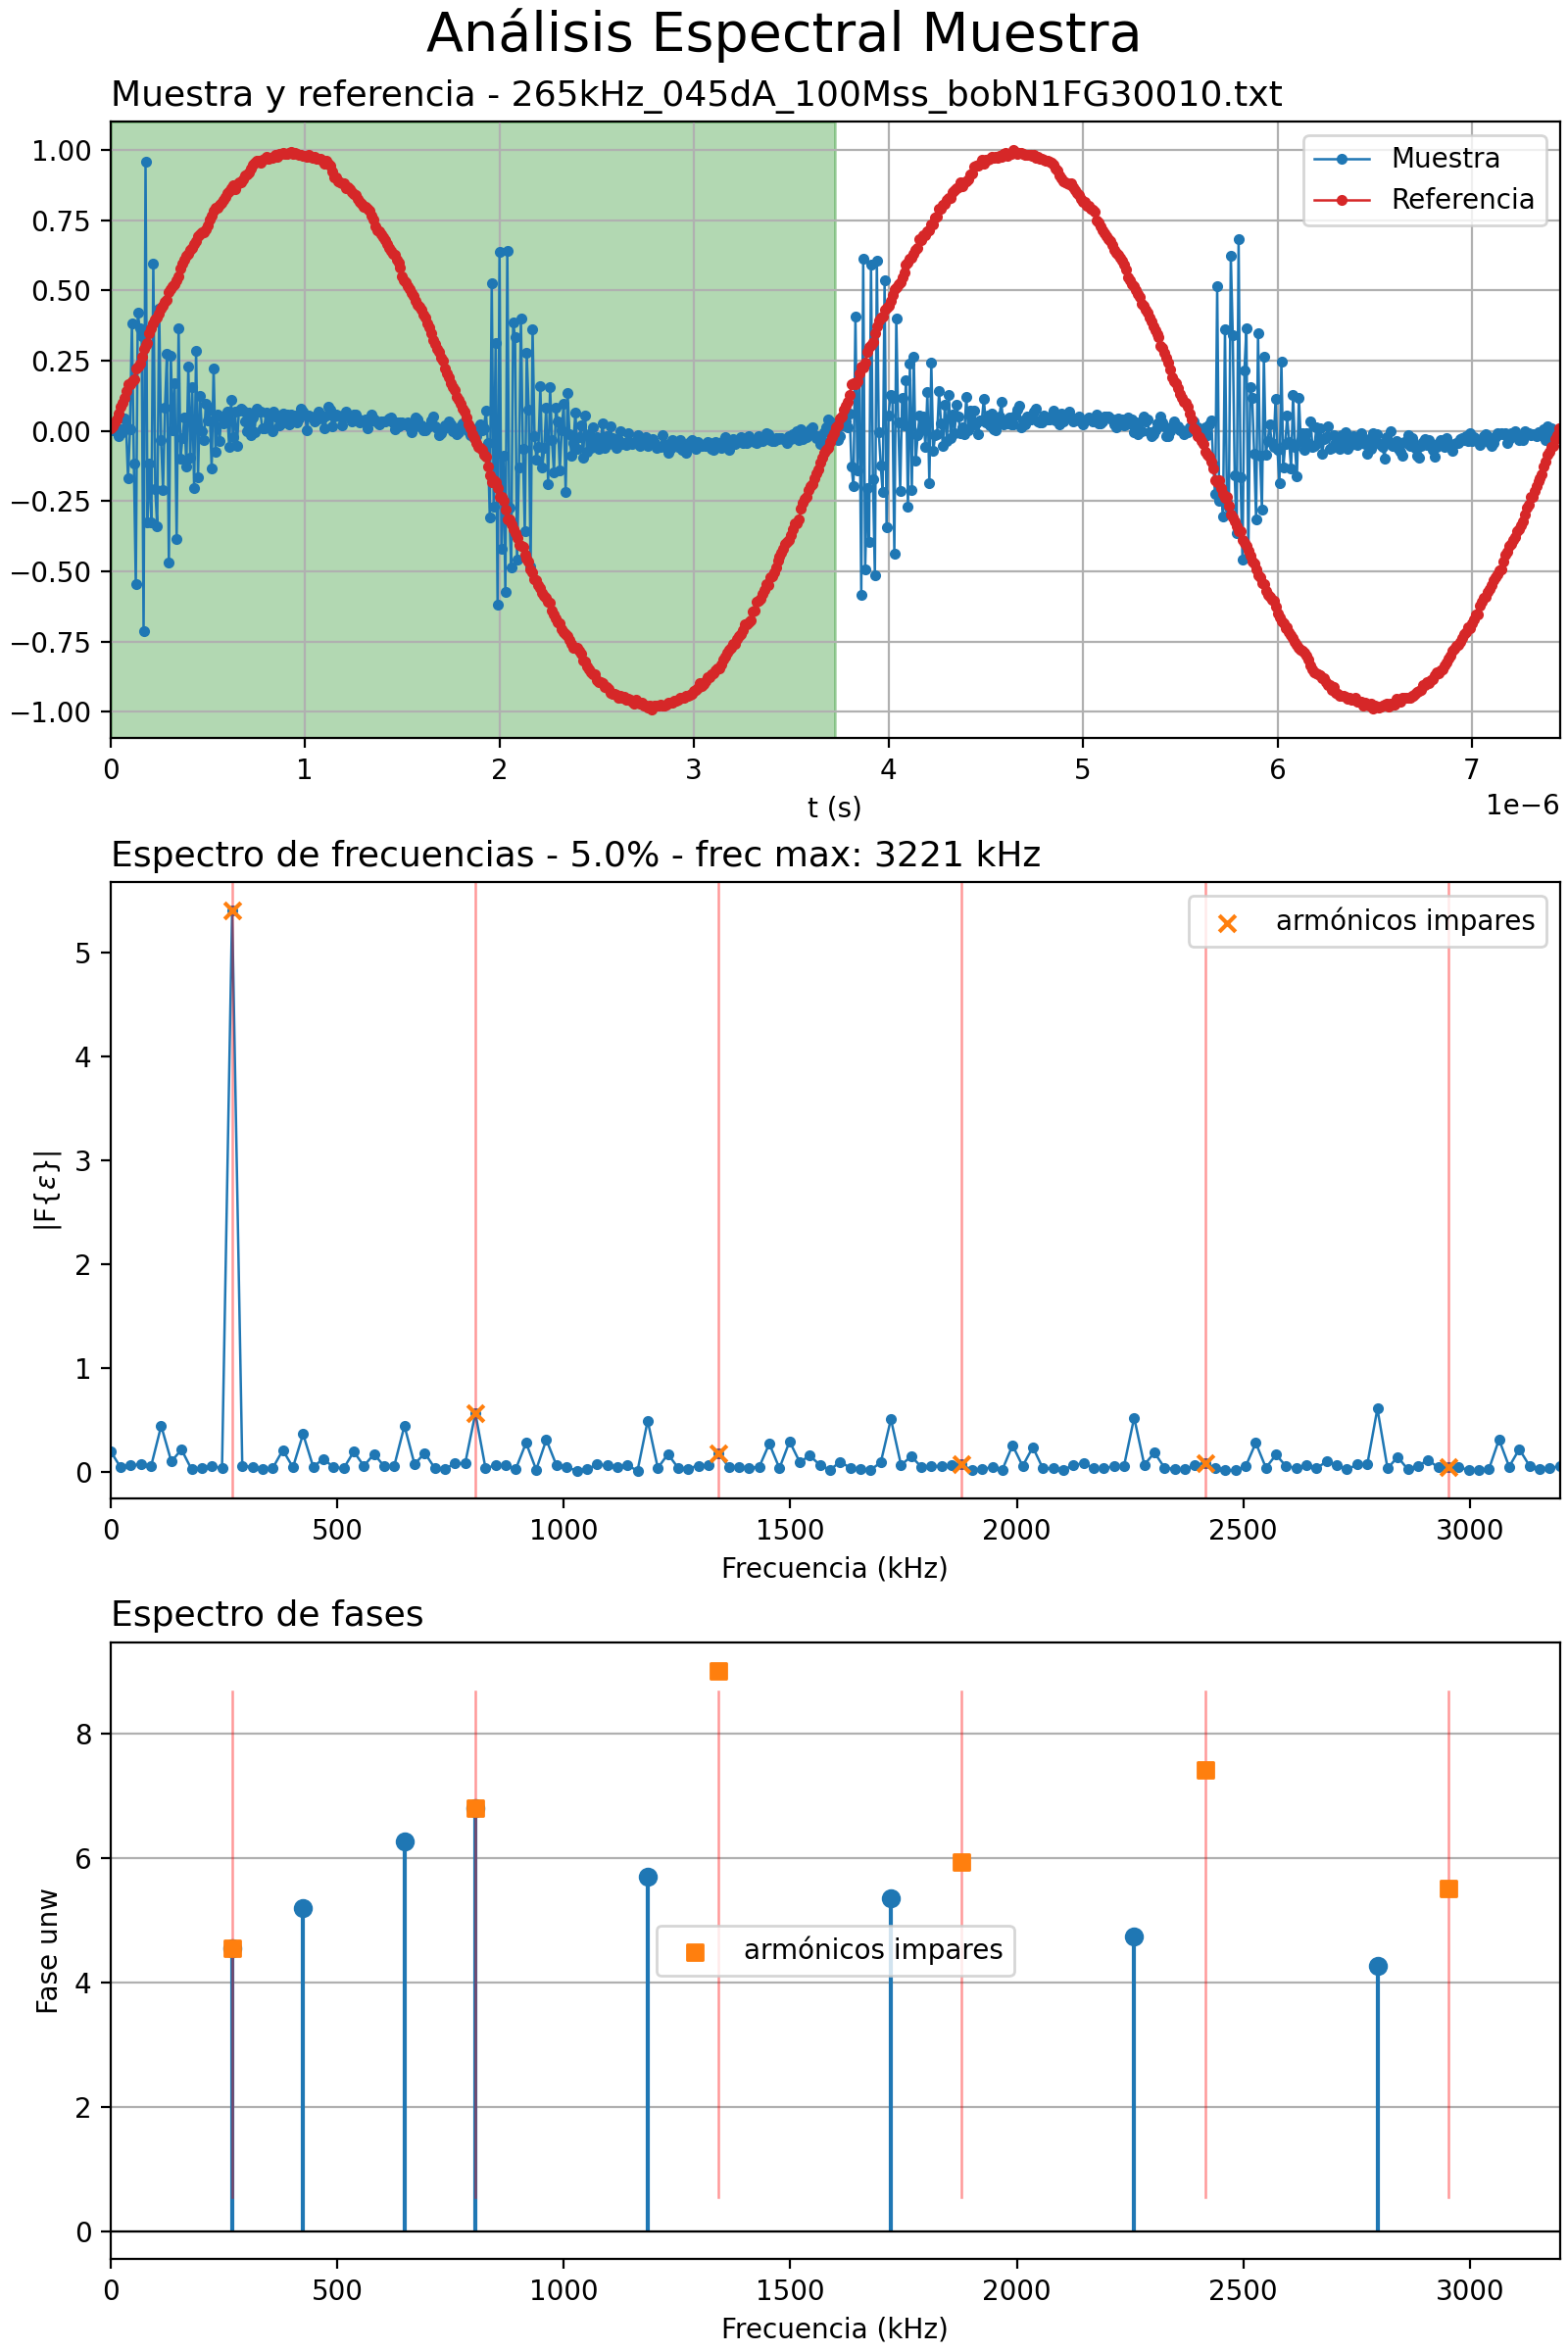 Análisis Espectral Muestra
Muestra y referencia - 265kHz_045dA_100Mss_bobN1FG30010.txt
1.00
0.75
0.50
0.25
0.00
−0.25
−0.50
−0.75
−1.00
Muestra
Referencia
0 1 2 3 4 5 6 7
1e−6
t (s)
Espectro de frecuencias - 5.0% - frec max: 3221 kHz
armónicos impares
5
4
3
2
1
0
|F{ε}|
0 500 1000 1500 2000 2500 3000
Frecuencia (kHz)
Espectro de fases
8
6
4
2
0
Fase unw
armónicos impares
0 500 1000 1500 2000 2500 3000
Frecuencia (kHz)